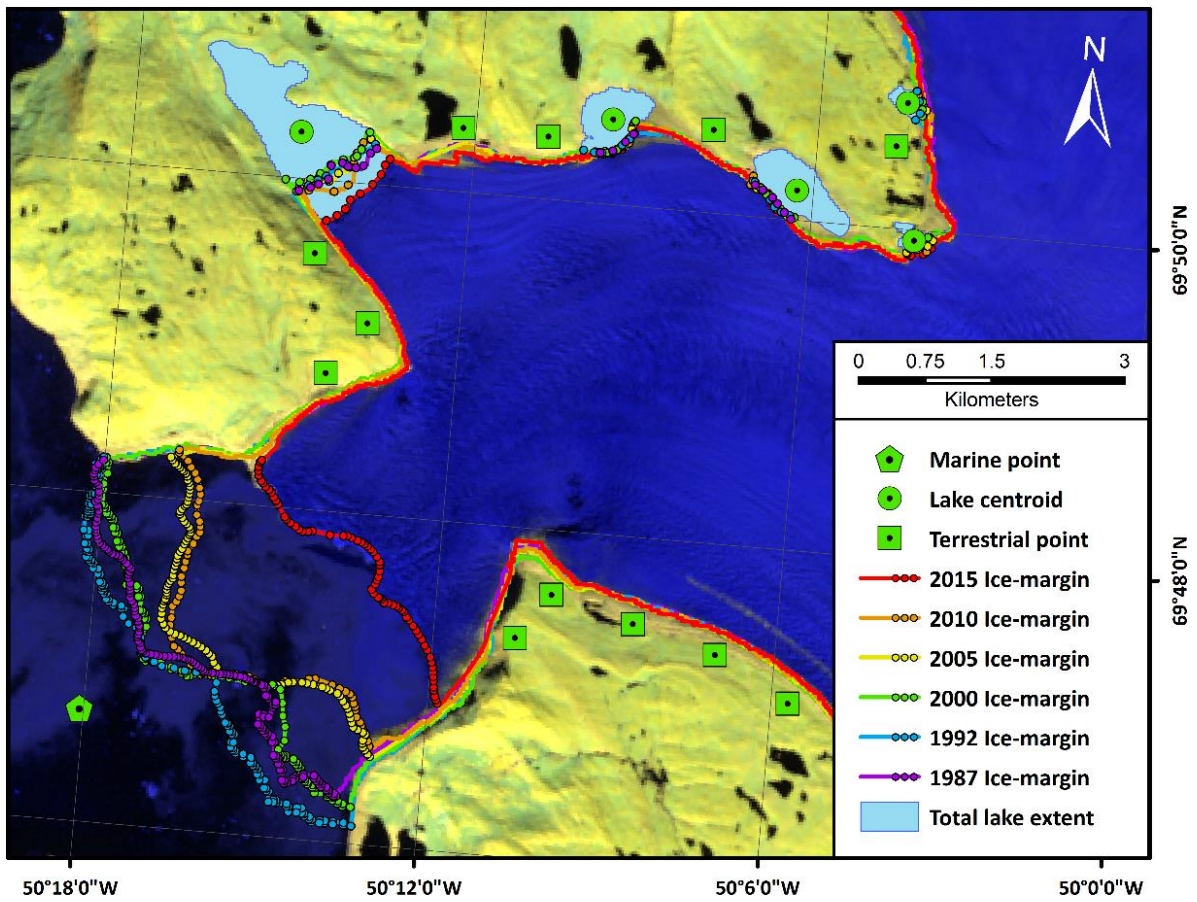 N
69°50'0"N
0 0.75 1.5 3
Kilometers
Marine point
Lake centroid
Terrestrial point
2015 Ice-margin
2010 Ice-margin
2005 Ice-margin
2000 Ice-margin
1992 Ice-margin
1987 Ice-margin
Total lake extent
69°48'0"N
50°18'0"W 50°12'0"W 50°6'0"W 50°0'0"W